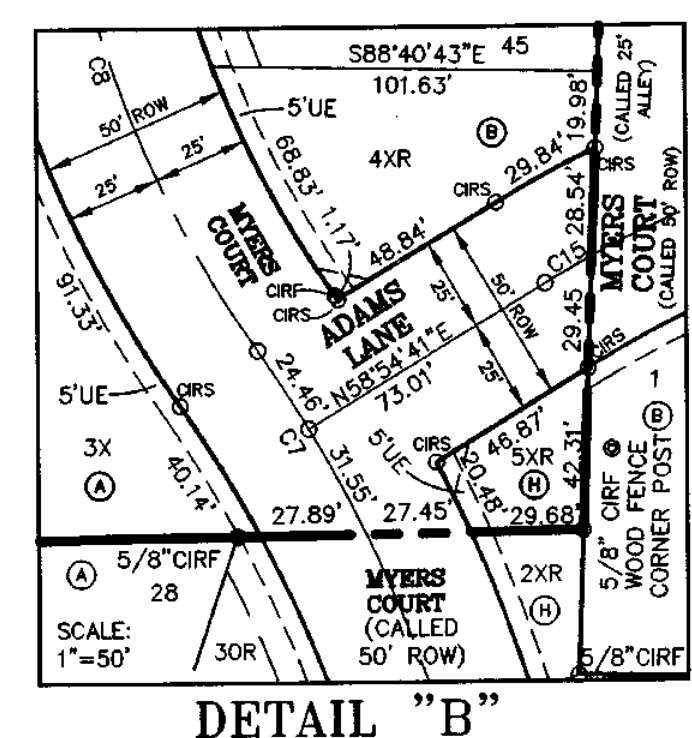 C8
S88°40'43"E
45
101.63'
50' ROW
25'
25'
5'UE
68.83'
4XR
B
19.98'
(CALLED 25'
ALLEY)
CIRS
29.84'
CIRS
28.54'
MYERS
COURT
(CALLED 50' ROW)
MYERS
COURT
1.17'
48.84'
CIRF
CIRS
ADAMS
LANE
25'
50' ROW
25'
C15
29.45
CIRS
91.33'
24.46'
N58°54'41"E
73.01'
5'UE
CIRS
C7
3X
A
40.14'
31.55'
5'UE
CIRS
46.87'
20.48'
5XR
H
42.31'
1
B
5/8" CIRF @
WOOD FENCE
CORNER POST
27.89'
27.45'
29.68'
A
5/8"CIRF
28
MYERS
COURT
(CALLED
50' ROW)
2XR
H
SCALE:
1"=50'
30R
5/8"CIRF
DETAIL "B"